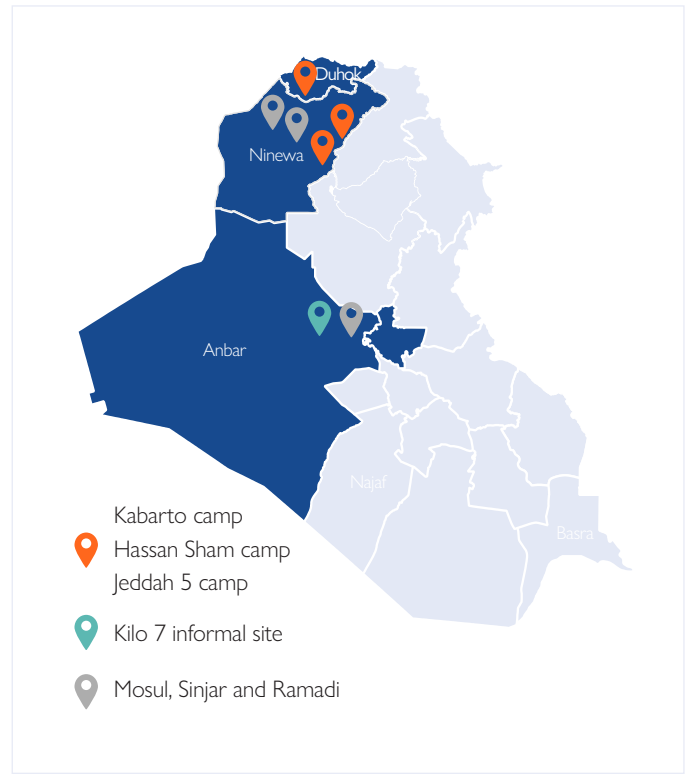 Duhok
Ninewa
Anbar
Najaf
Basra
Kabarto camp
Hassan Sham camp
Jeddah 5 camp
Kilo 7 informal site
Mosul, Sinjar and Ramadi